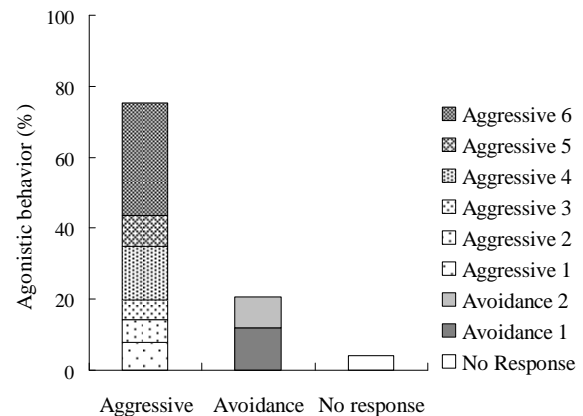 100
80
60
40
20
0
Agonistic behavior (%)
Aggressive
Avoidance
No response
Aggressive 6
Aggressive 5
Aggressive 4
Aggressive 3
Aggressive 2
Aggressive 1
Avoidance 2
Avoidance 1
No Response